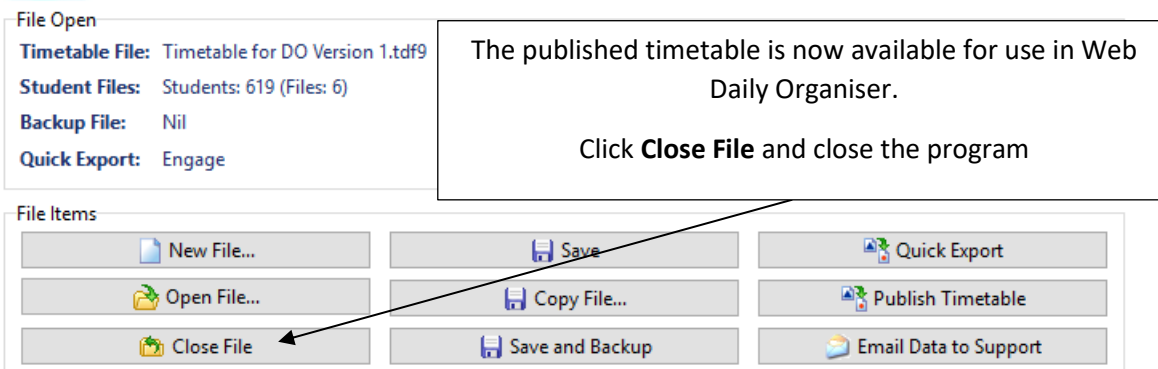 File Open
Timetable File: Timetable for DO Version 1.tdf9
Student Files: Students: 619 (Files: 6)
Backup File: Nil
Quick Export: Engage
The published timetable is now available for use in Web
Daily Organiser.
Click Close File and close the program
File Items
New File... Save Quick Export
Open File... Copy File... Publish Timetable
Close File Save and Backup Email Data to Support